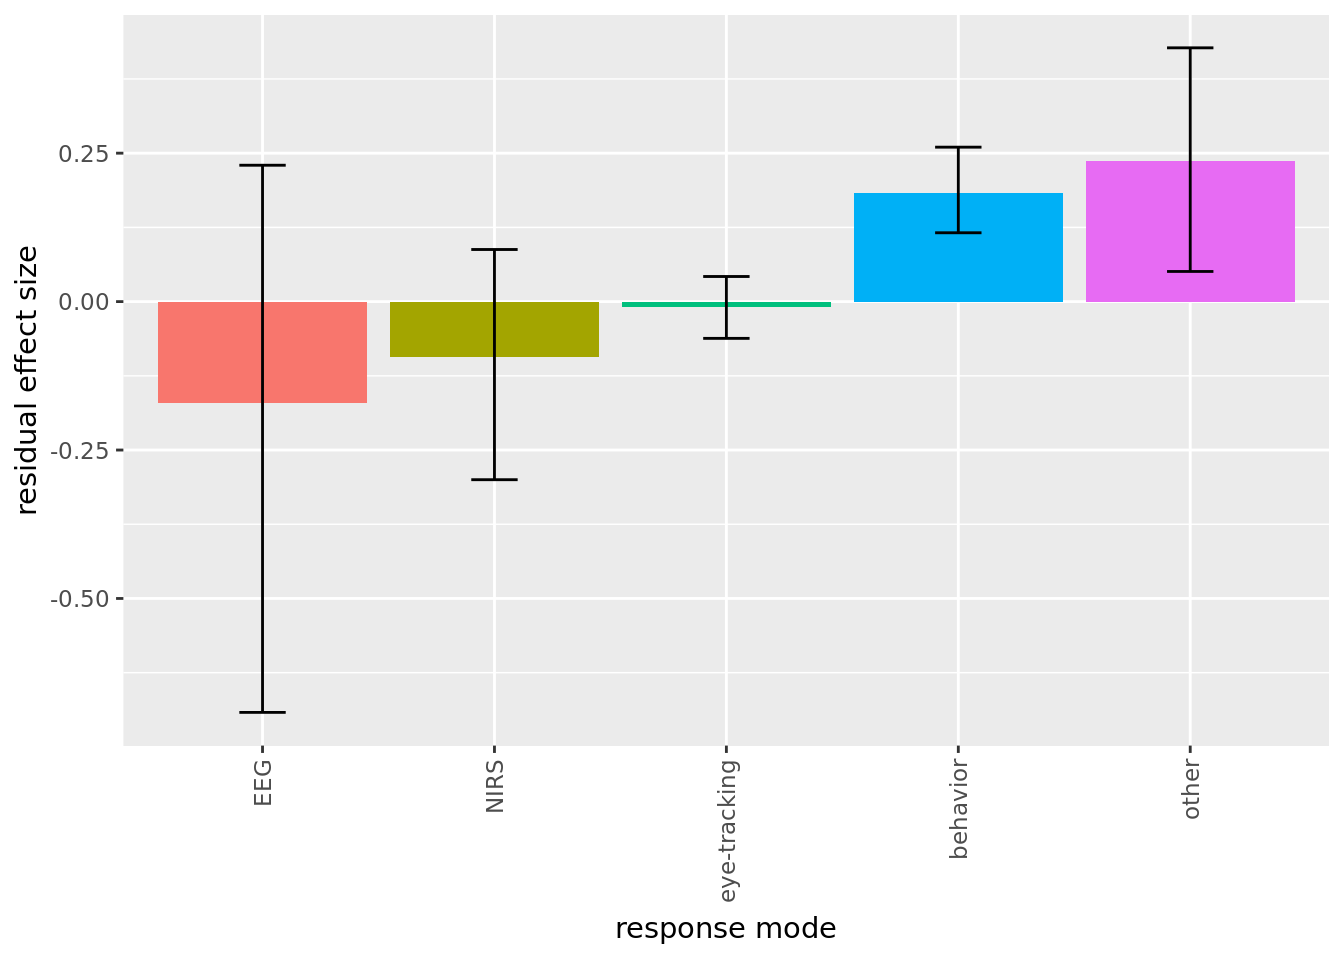 residual effect size
0.25
0.00
-0.25
-0.50
EEG
NIRS
eye-tracking
behavior
other
response mode